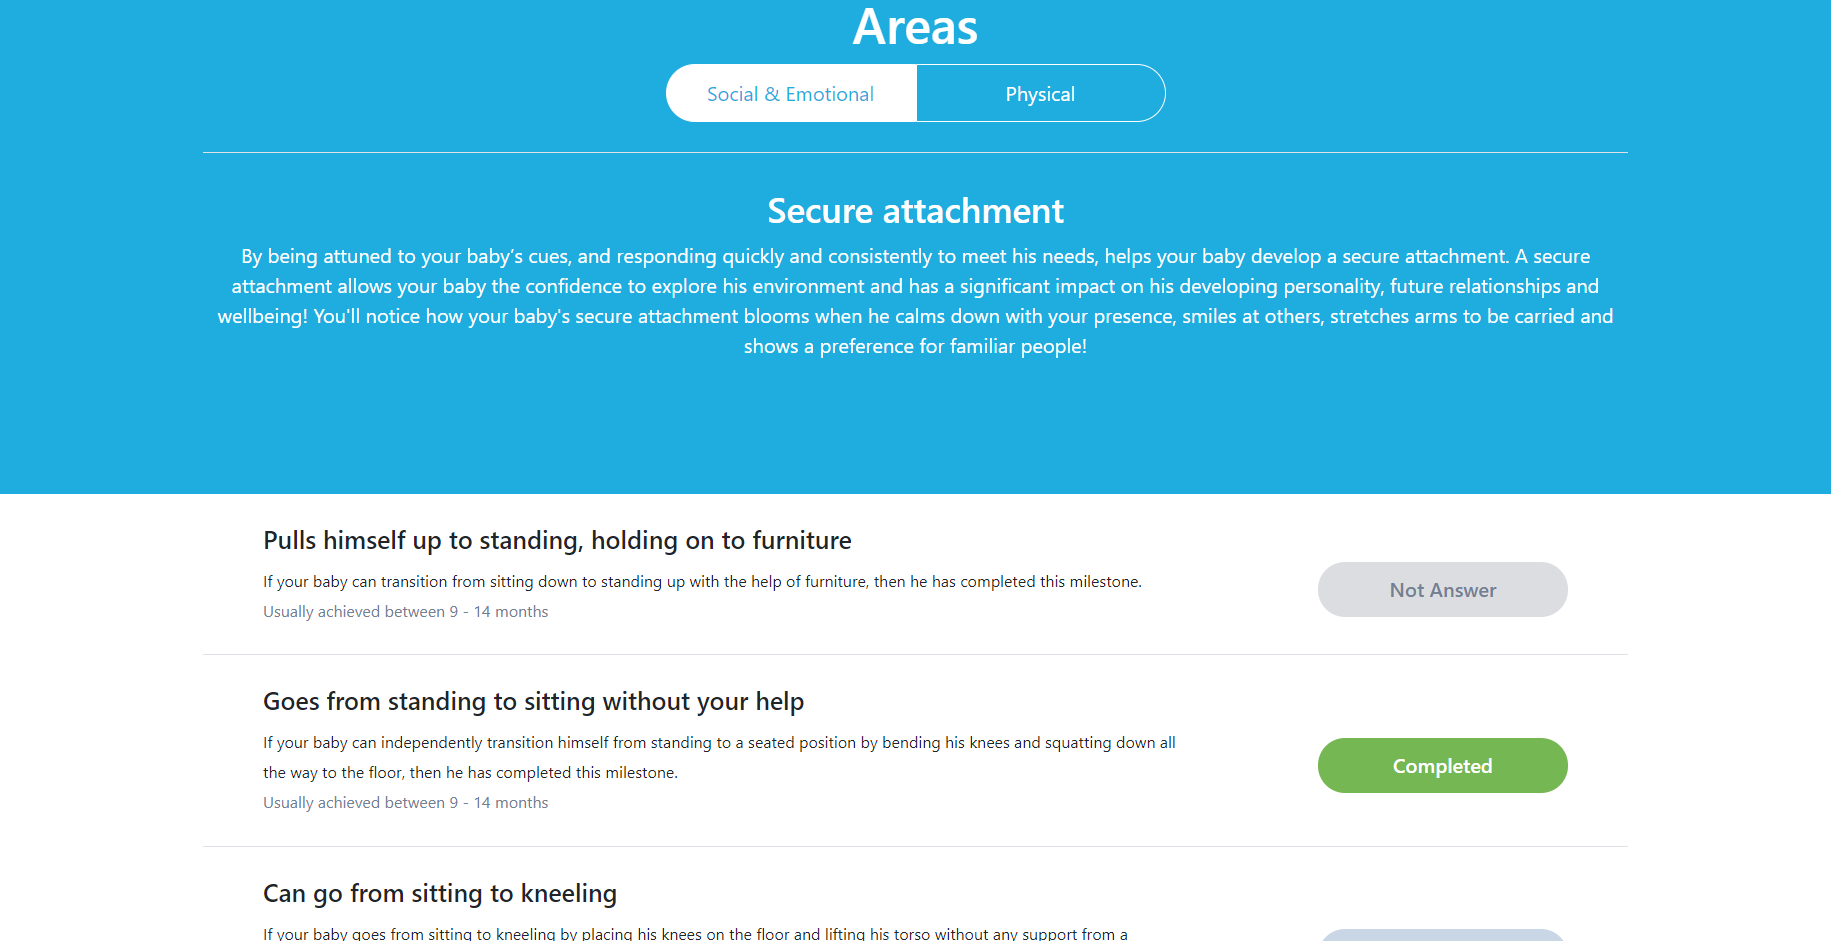 Areas
Social & Emotional
Physical
Secure attachment
By being attuned to your baby’s cues, and responding quickly and consistently to meet his needs, helps your baby develop a secure attachment. A secure
attachment allows your baby the confidence to explore his environment and has a significant impact on his developing personality, future relationships and
wellbeing! You'll notice how your baby's secure attachment blooms when he calms down with your presence, smiles at others, stretches arms to be carried and
shows a preference for familiar people!
Pulls himself up to standing, holding on to furniture
If your baby can transition from sitting down to standing up with the help of furniture, then he has completed this milestone.
Usually achieved between 9 - 14 months
Not Answer
Goes from standing to sitting without your help
If your baby can independently transition himself from standing to a seated position by bending his knees and squatting down all
the way to the floor, then he has completed this milestone.
Usually achieved between 9 - 14 months
Completed
Can go from sitting to kneeling
If your baby goes from sitting to kneeling by placing his knees on the floor and lifting his torso without any support from a